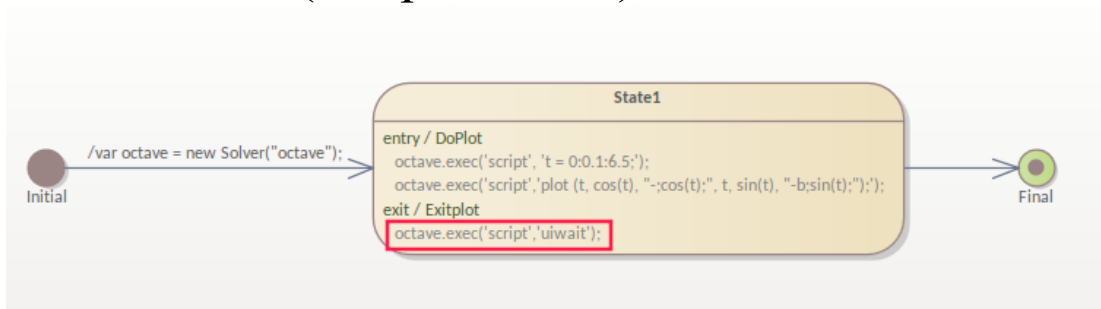 State1
/var octave = new Solver("octave");
entry / DoPlot
octave.exec('script', 't = 0:0.1:6.5;');
octave.exec('script','plot (t, cos(t), "-;cos(t);", t, sin(t), "-b;sin(t);");');
exit / Exitplot
octave.exec('script','uiwait');
Initial
Final